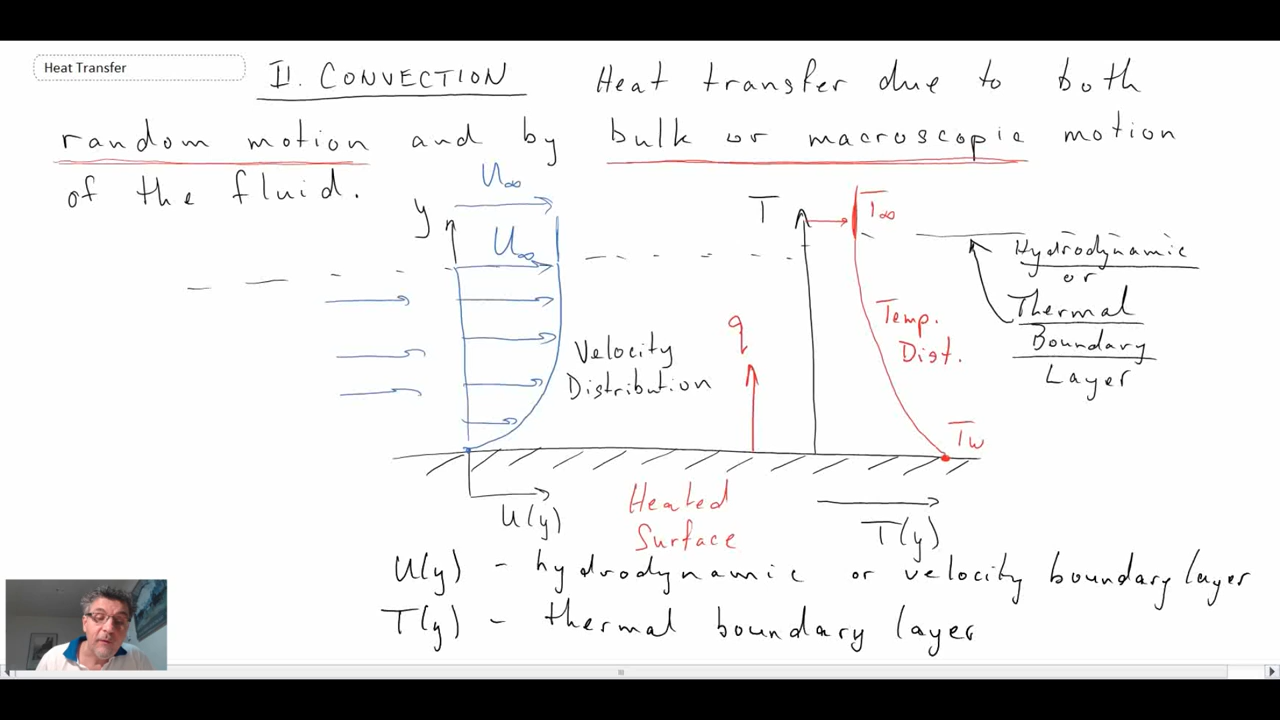 Heat Transfer
II. CONVECTION Heat transfer due to both
random motion and by bulk or macroscopic motion
of the fluid.
U∞
y
U∞
T
T∞
Hydrodynamic
or
Thermal
Boundary
Layer
Temp.
Dist.
q
Velocity
Distribution
Tw
Heated
Surface
U(y)
T(y)
U(y) - hydrodynamic or velocity boundary layer
T(y) - thermal boundary layer